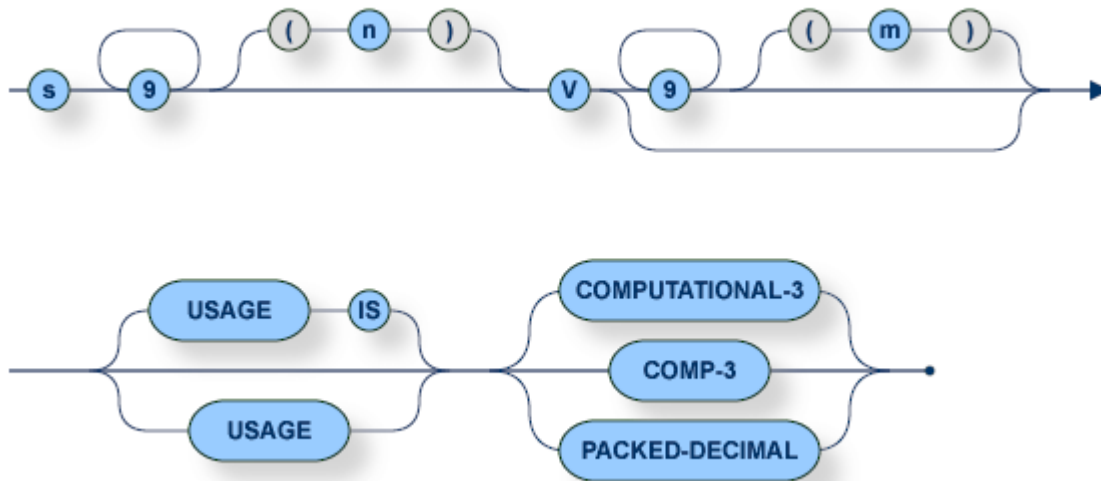 ( n ) ( m )
s 9 V 9
USAGE IS COMPUTATIONAL-3
COMP-3
USAGE PACKED-DECIMAL